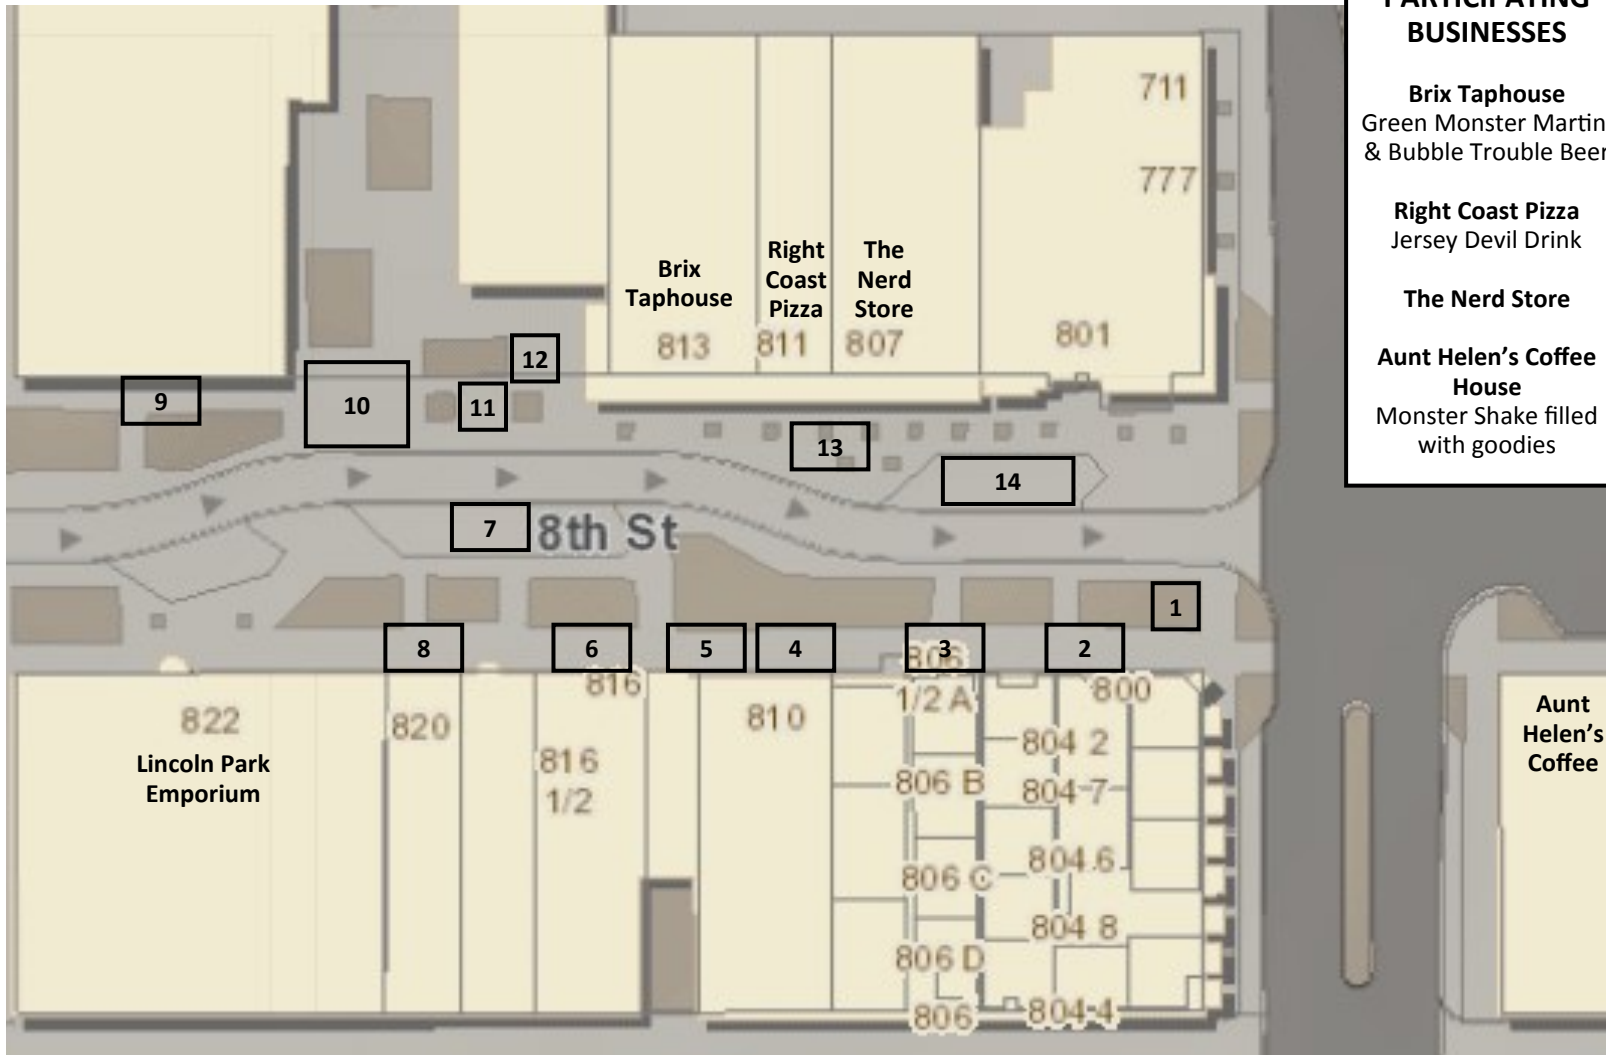 711
777
Brix
Taphouse
813
Right
Coast
Pizza
811
The
Nerd
Store
807
801
12
9
10
11
13
14
7
8th St
1
8
6
5
4
3
2
806
1/2 A
816
800
822
820
810
Lincoln Park
Emporium
816
1/2
804 2
806 B
804 7
804 6
806 C
804 8
806 D
804 4
806
Aunt
Helen's
Coffee
PARTICIPATING
BUSINESSES
Brix Taphouse
Green Monster Martin
& Bubble Trouble Beer
Right Coast Pizza
Jersey Devil Drink
The Nerd Store
Aunt Helen's Coffee
House
Monster Shake filled
with goodies